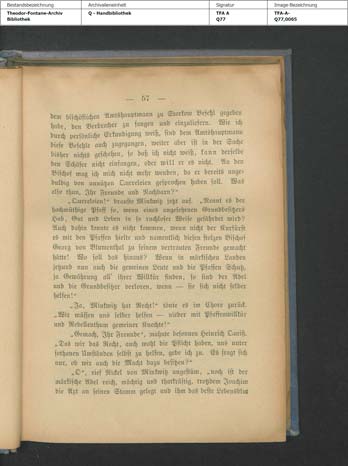 Bestandsbezeichnung Archivalieneinheit Signatur Image-Bezeichnung
Theodor-Fontane-Archiv Q - Handbibliothek TFA A TFA-A-
Bibliothek Q77 Q77,0065
— 57 —
dem bischöflichen Amtshauptmann zu Storkow Befehl gegeben
habe, den Verbrecher zu fangen und einzuliefern. Wie ich
durch persönliche Erkundigung weiß, sind dem Amtshauptmann
diese Befehle auch zugegangen, weiter aber ist in der Sache
bisher nichts geschehen, so daß ich nicht weiß, kann derselbe
den Schäfer nicht einfangen, oder will er es nicht. An den
Bischof mag ich mich nicht mehr wenden, da er bereits unge-
duldig von unnützen Quereleien gesprochen haben soll. Was
also thun, Ihr Freunde und Nachbarn?“
„Quereleien!“ brauste Minkwitz jetzt auf. „Nennt es der
hochmüthige Pfaff so, wenn eines angesehenen Grundbesitzers
Hab, Gut und Leben in so ruchloser Weise gefährdet wird?
Auch dahin konnte es nicht kommen, wenn nicht der Kurfürst
es mit den Pfaffen hielte und namentlich diesen stolzen Bischof
Georg von Blumenthal zu seinem vertrauten Freunde gemacht
hätte! Wo soll das hinaus? Wenn in märkischen Landen
jezund nun auch die gemeinen Leute und die Pfaffen Schutz,
ja Gewährung all' ihrer Willkür finden, so sind der Adel
und die Grundbesitzer verloren, wenn — sie sich nicht selber
helfen!“
„Ja, Minkwitz hat Recht!“ tönte es im Chore zurück.
„Wir müssen uns selber helfen — nieder mit Pfaffenwillkür
und Rebellenthum gemeiner Knechte!“
„Gemach, Ihr Freunde“, mahnte besonnen Heinrich Queiß.
„Das wir das Recht, auch wohl die Pflicht haben, uns unter
sothanen Umständen selbst zu helfen, gebe ich zu. Es fragt sich
nur, ob wir auch die Macht dazu besitzen?“
„O“, rief Nickel von Minkwitz ungestüm, „noch ist der
märkische Adel reich, mächtig und thatkräftig, trotzdem Joachim
die Axt an seinen Stamm gelegt und ihm das beste Lebensblut